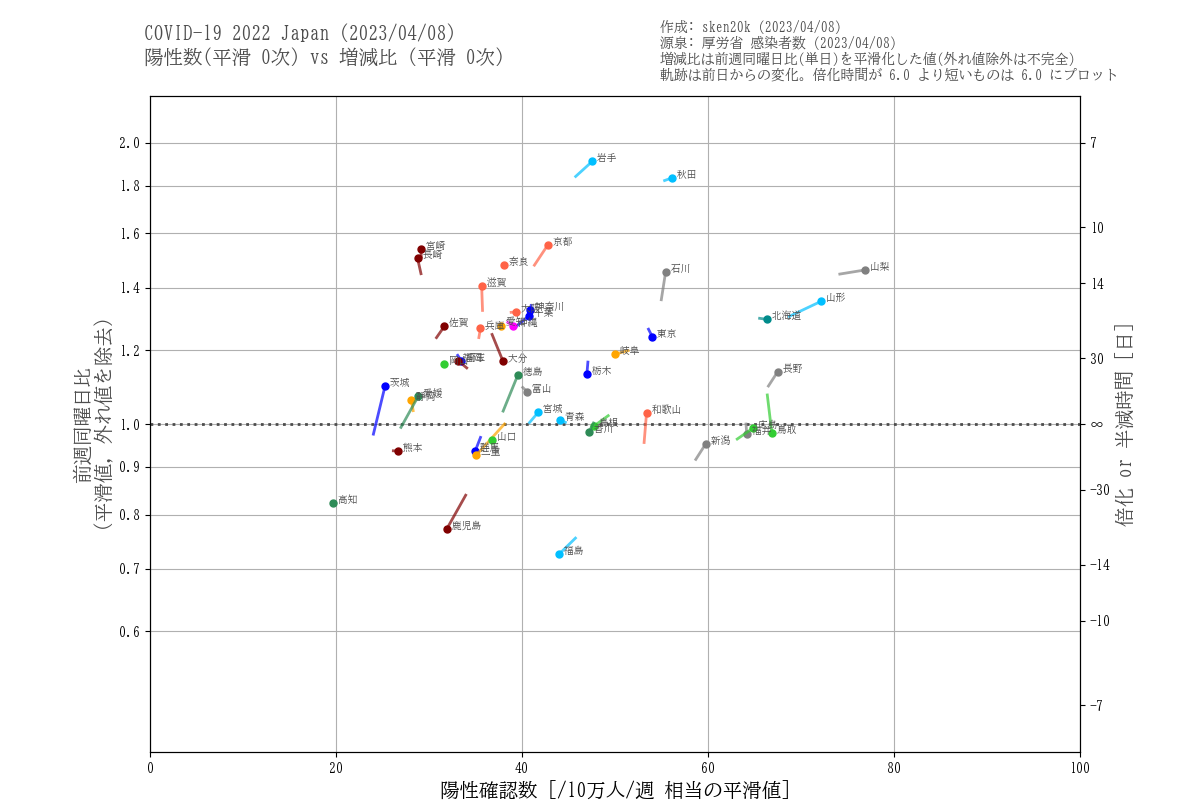 COVID-19 2022 Japan (2023/04/08)
陽性数(平滑 0次) vs 増減比 (平滑 0次)
作成: sken20k (2023/04/08)
源泉: 厚労省 感染者数 (2023/04/08)
増減比は前週同曜日比(単日)を平滑化した値(外れ値除外は不完全)
軌跡は前日からの変化。倍化時間が 6.0 より短いものは 6.0 にプロット
前週同曜日比
(平滑値, 外れ値を除去)
2.0
1.8
1.6
1.4
1.2
1.0
0.9
0.8
0.7
0.6
7
10
14
30
∞
-30
-14
-10
-7
倍化 or 半減時間 [日]
岩手
秋田
京都
宮崎
長崎
奈良
石川
山梨
滋賀
山形
神奈川
千葉
北海道
佐賀
兵庫
東京
岐阜
大分
栃木
徳島
長野
富山
茨城
愛媛
宮城
和歌山
青森
島根
香川
鳥取
山口
新潟
熊本
三重
高知
鹿児島
福島
0
20
40
60
80
100
陽性確認数 [/10万人/週 相当の平滑値]